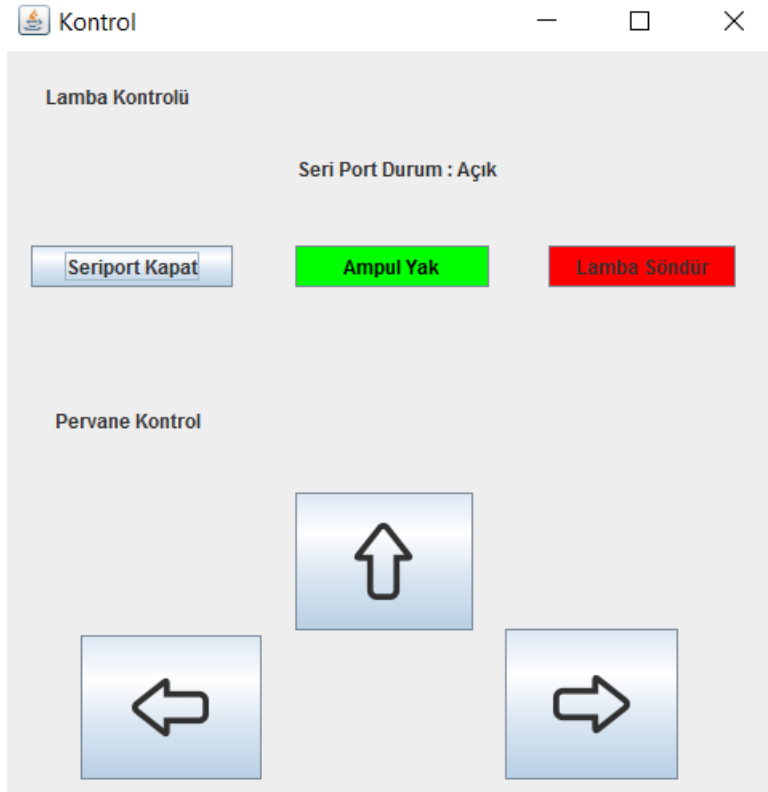 Kontrol
Lamba Kontrolü
Seri Port Durum : Açık
Seriport Kapat
Ampul Yak
Lamba Söndür
Pervane Kontrol